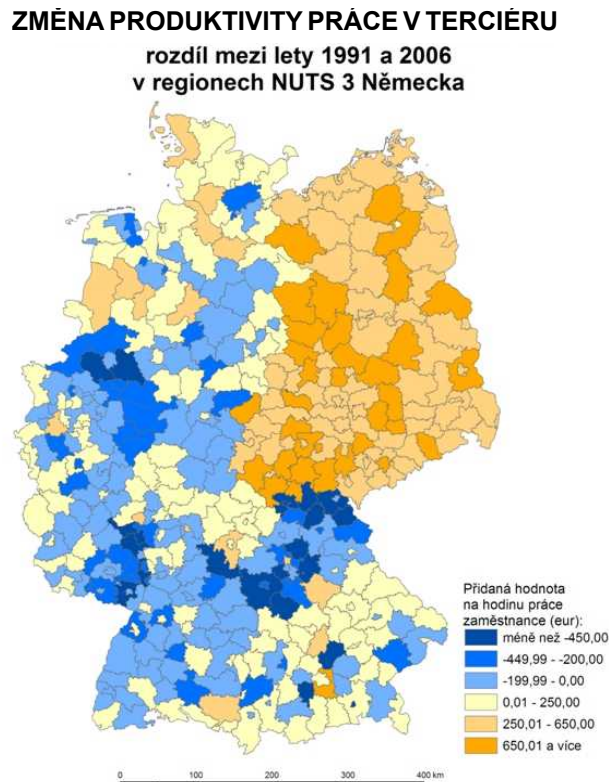 ZMĚNA PRODUKTIVITY PRÁCE V TERCIÉRU
rozdíl mezi lety 1991 a 2006
v regionech NUTS 3 Německa
Přidaná hodnota
na hodinu práce
zaměstnance (eur):
méně než -450,00
-449,99 - -200,00
-199,99 - 0,00
0,01 - 250,00
250,01 - 650,00
650,01 a více
0 100 200 300 400 km